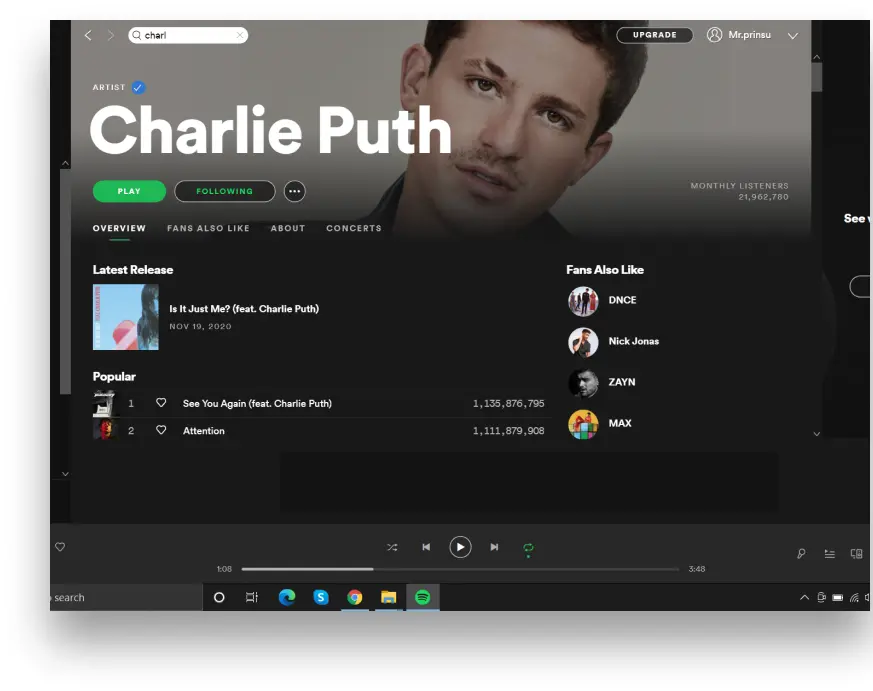 charl
UPGRADE
Mr.prinsu
ARTIST
Charlie Puth
PLAY
FOLLOWING
MONTHLY LISTENERS
21,962,780
OVERVIEW
FANS ALSO LIKE
ABOUT
CONCERTS
See
Latest Release
Is It Just Me? (feat. Charlie Puth)
NOV 19, 2020
Popular
1 See You Again (feat. Charlie Puth) 1,135,876,795
2 Attention 1,111,879,908
Fans Also Like
DNCE
Nick Jonas
ZAYN
MAX
1:08
3:48
search